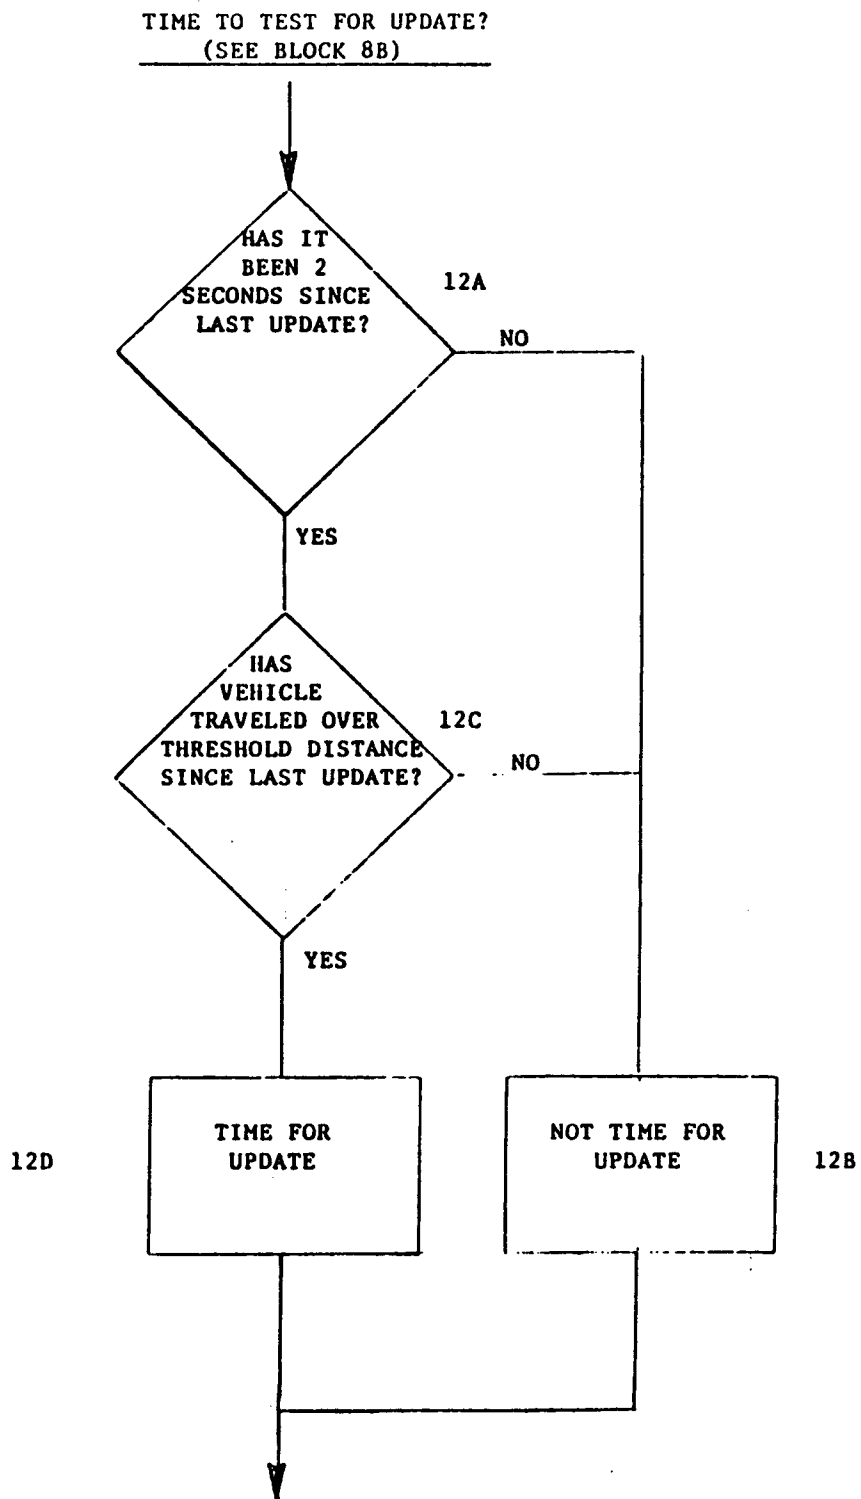 TIME TO TEST FOR UPDATE?
(SEE BLOCK 8B)
HAS IT
BEEN 2
SECONDS SINCE
LAST UPDATE?
12A
NO
YES
HAS
VEHICLE
TRAVELED OVER
THRESHOLD DISTANCE
SINCE LAST UPDATE?
12C
NO
YES
12D
TIME FOR
UPDATE
NOT TIME FOR
UPDATE
12B